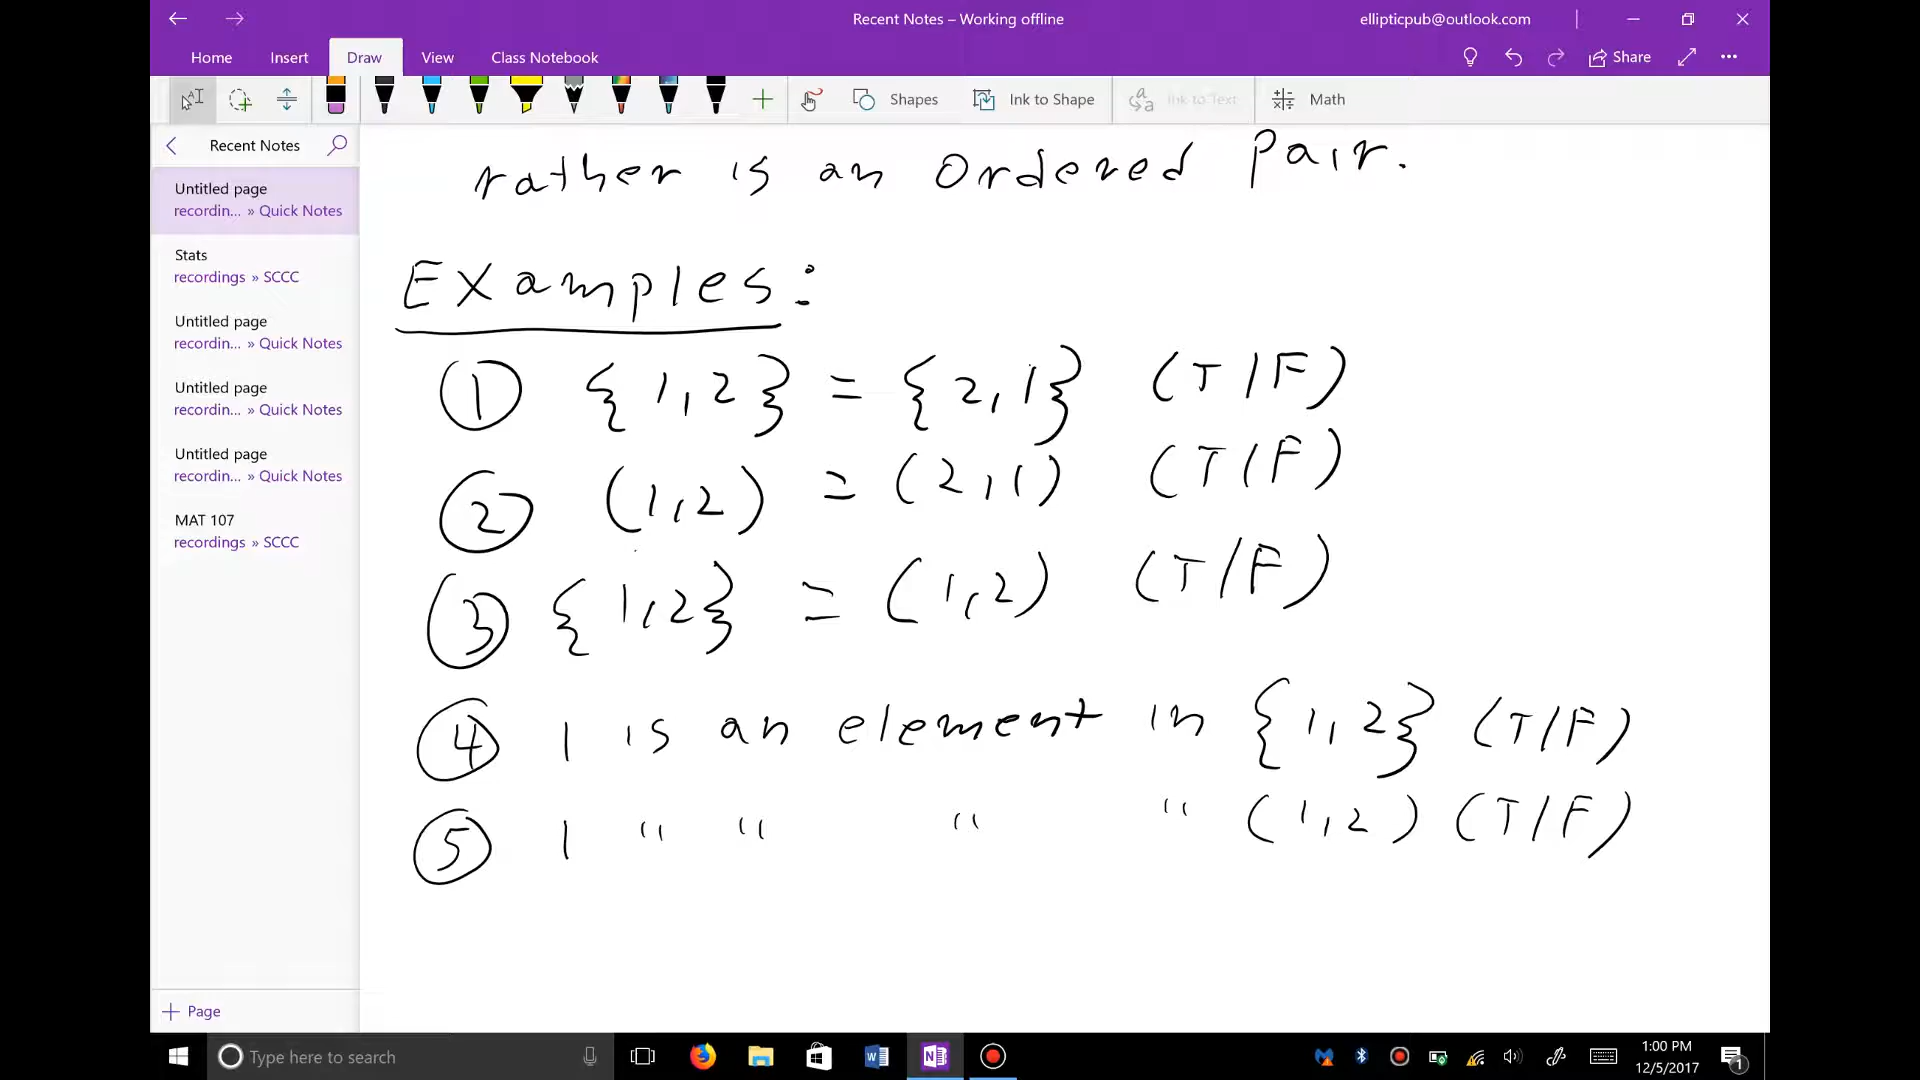 Recent Notes – Working offline
ellipticpub@outlook.com
Home Insert Draw View Class Notebook
Share
Shapes Ink to Shape Ink to Text Math
Recent Notes
Untitled page
recordin... » Quick Notes
Stats
recordings » SCCC
Untitled page
recordin... » Quick Notes
Untitled page
recordin... » Quick Notes
Untitled page
recordin... » Quick Notes
MAT 107
recordings » SCCC
Page
rather is an ordered pair.
Examples:
① {1,2} = {2,1} (T/F)
② (1,2) = (2,1) (T/F)
③ {1,2} = (1,2) (T/F)
④ 1 is an element in {1,2} (T/F)
⑤ 1 " " " " (1,2) (T/F)
Type here to search
1:00 PM
12/5/2017
1